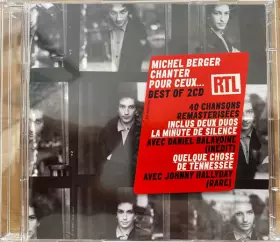 MICHEL BERGER
CHANTER
POUR CEUX...
BEST OF 2CD
RTL
40 CHANSONS
REMASTERISÉES
INCLUS DEUX DUOS
LA MINUTE DE SILENCE
AVEC DANIEL BALAVOINE
(INEDIT)
QUELQUE CHOSE
DE TENNESSEE
AVEC JOHNNY HALLYDAY
(RARE)